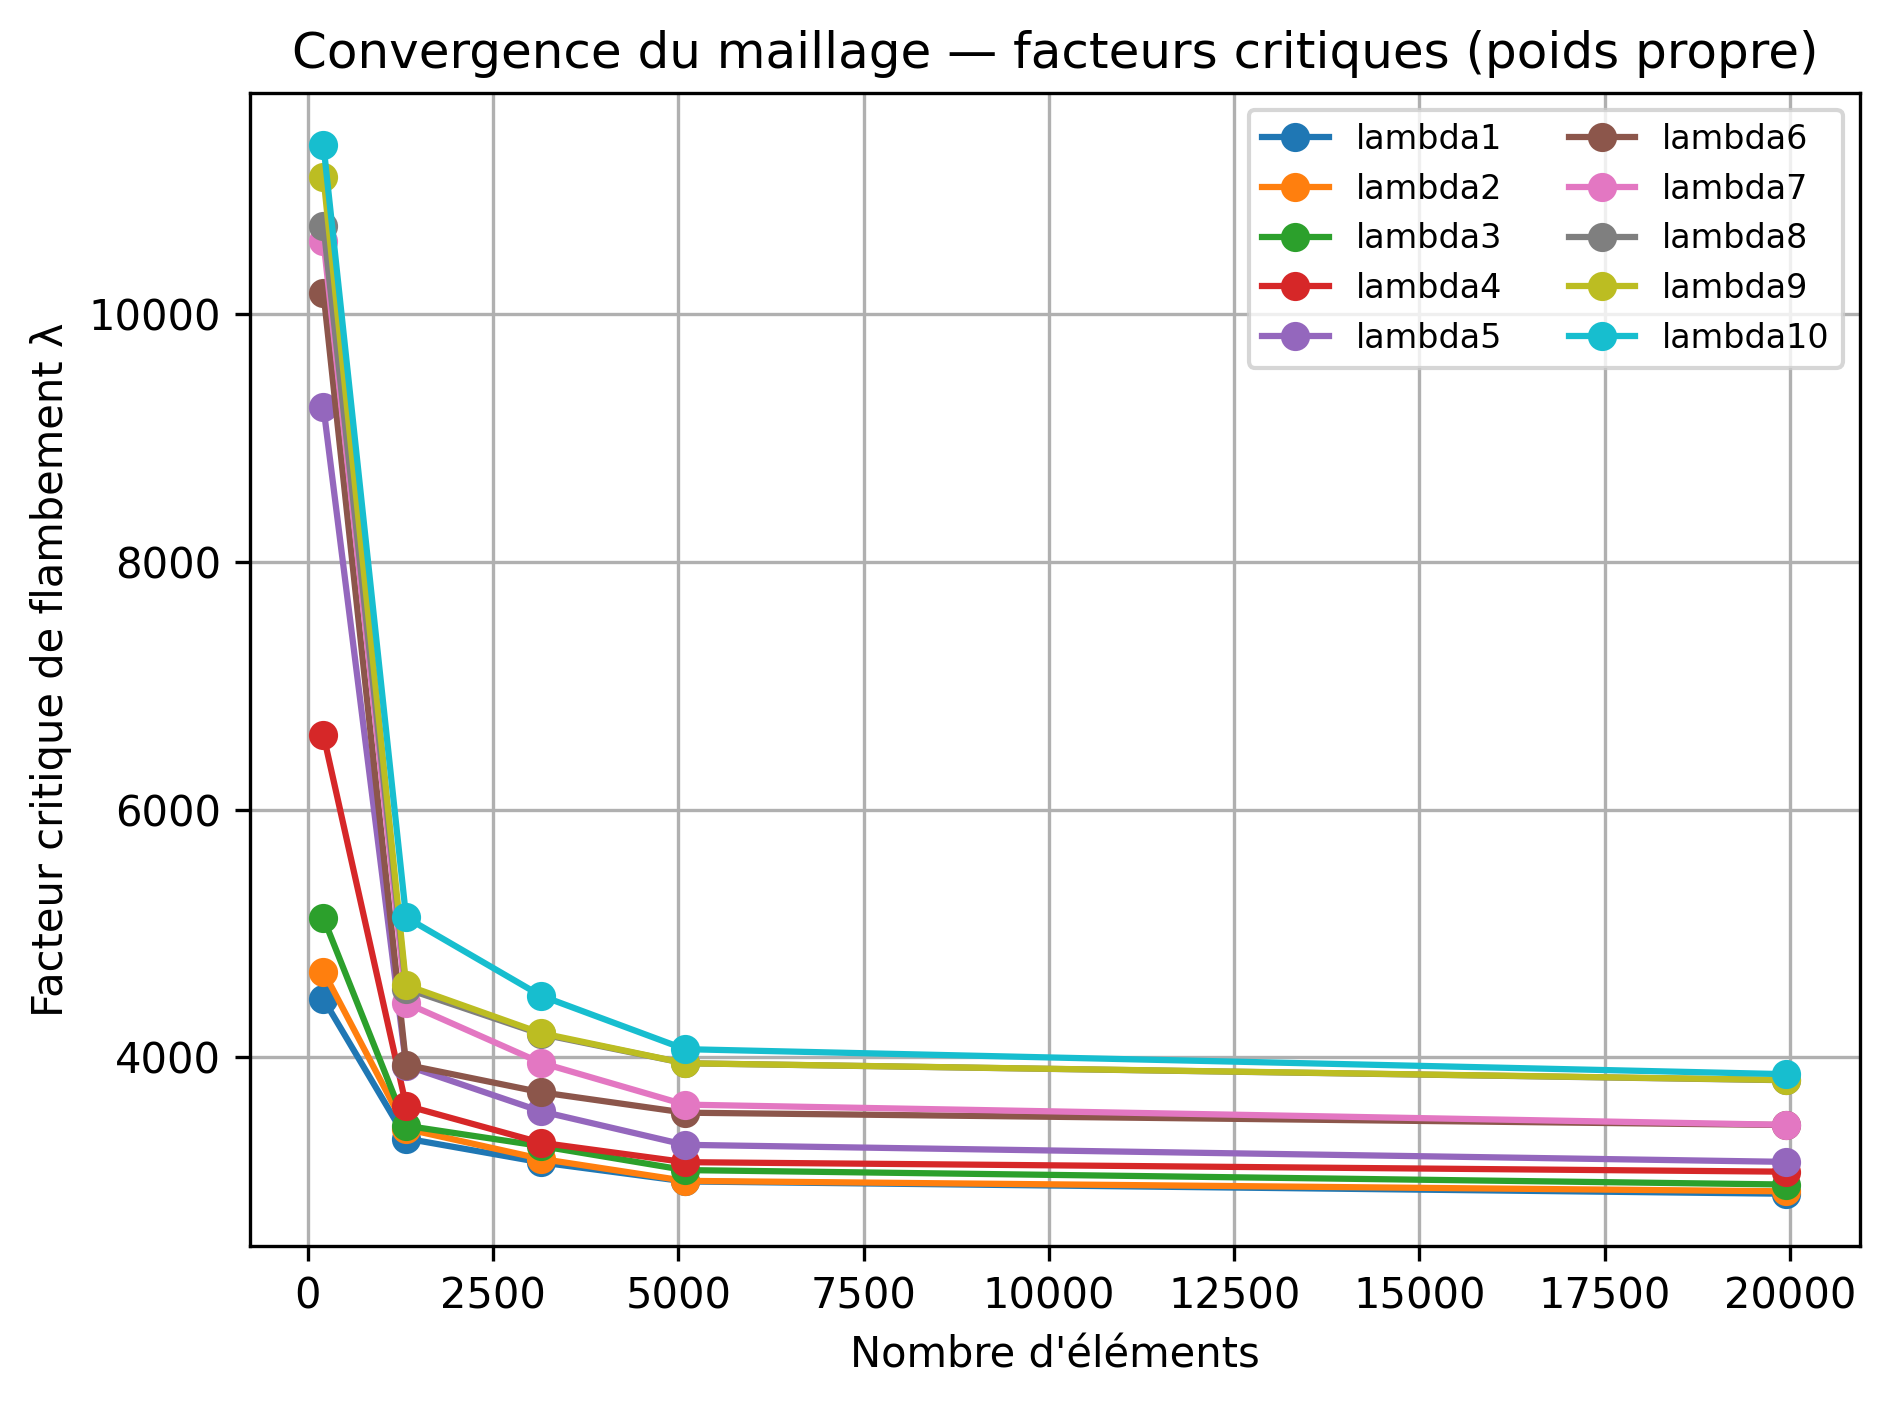 Convergence du maillage — facteurs critiques (poids propre)
Facteur critique de flambement λ
10000
8000
6000
4000
lambda1
lambda2
lambda3
lambda4
lambda5
lambda6
lambda7
lambda8
lambda9
lambda10
0 2500 5000 7500 10000 12500 15000 17500 20000
Nombre d'éléments